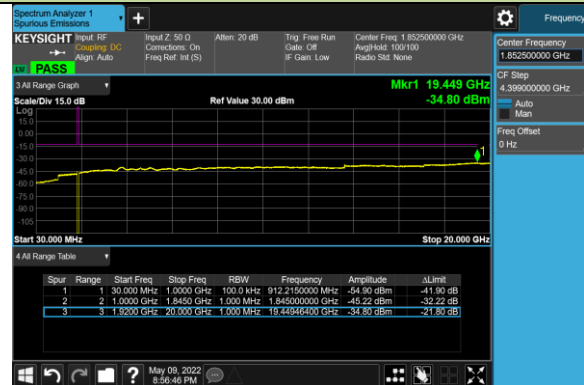 Spectrum Analyzer 1
Spurious Emissions
Frequency
KEYSIGHT Input: RF
Coupling: DC
Align: Auto
Input Z: 50 Ω
Corrections: On
Freq Ref: Int (S)
Atten: 20 dB
Trig: Free Run
Gate: Off
IF Gain: Low
Center Freq: 1.852500000 GHz
Avg|Hold: 100/100
Radio Std: None
LW PASS
Center Frequency
1.852500000 GHz
CF Step
4.399000000 GHz
Auto
Man
Freq Offset
0 Hz
3 All Range Graph
Mkr1 19.449 GHz
Scale/Div 15.0 dB Ref Value 30.00 dBm -34.80 dBm
Log
15.0
0.00
-15.0
-30.0
-45.0
-60.0
-75.0
-90.0
-105
1
Start 30.000 MHz Stop 20.000 GHz
4 All Range Table
Spur Range Start Freq Stop Freq RBW Frequency Amplitude ΔLimit
1 1 30.000 MHz 1.0000 GHz 100.0 kHz 912.2150000 MHz -54.90 dBm -41.90 dB
2 2 1.0000 GHz 1.8450 GHz 1.000 MHz 1.845000000 GHz -45.22 dBm -32.22 dB
3 3 1.9200 GHz 20.000 GHz 1.000 MHz 19.44946400 GHz -34.80 dBm -21.80 dB
May 09, 2022
8:56:46 PM